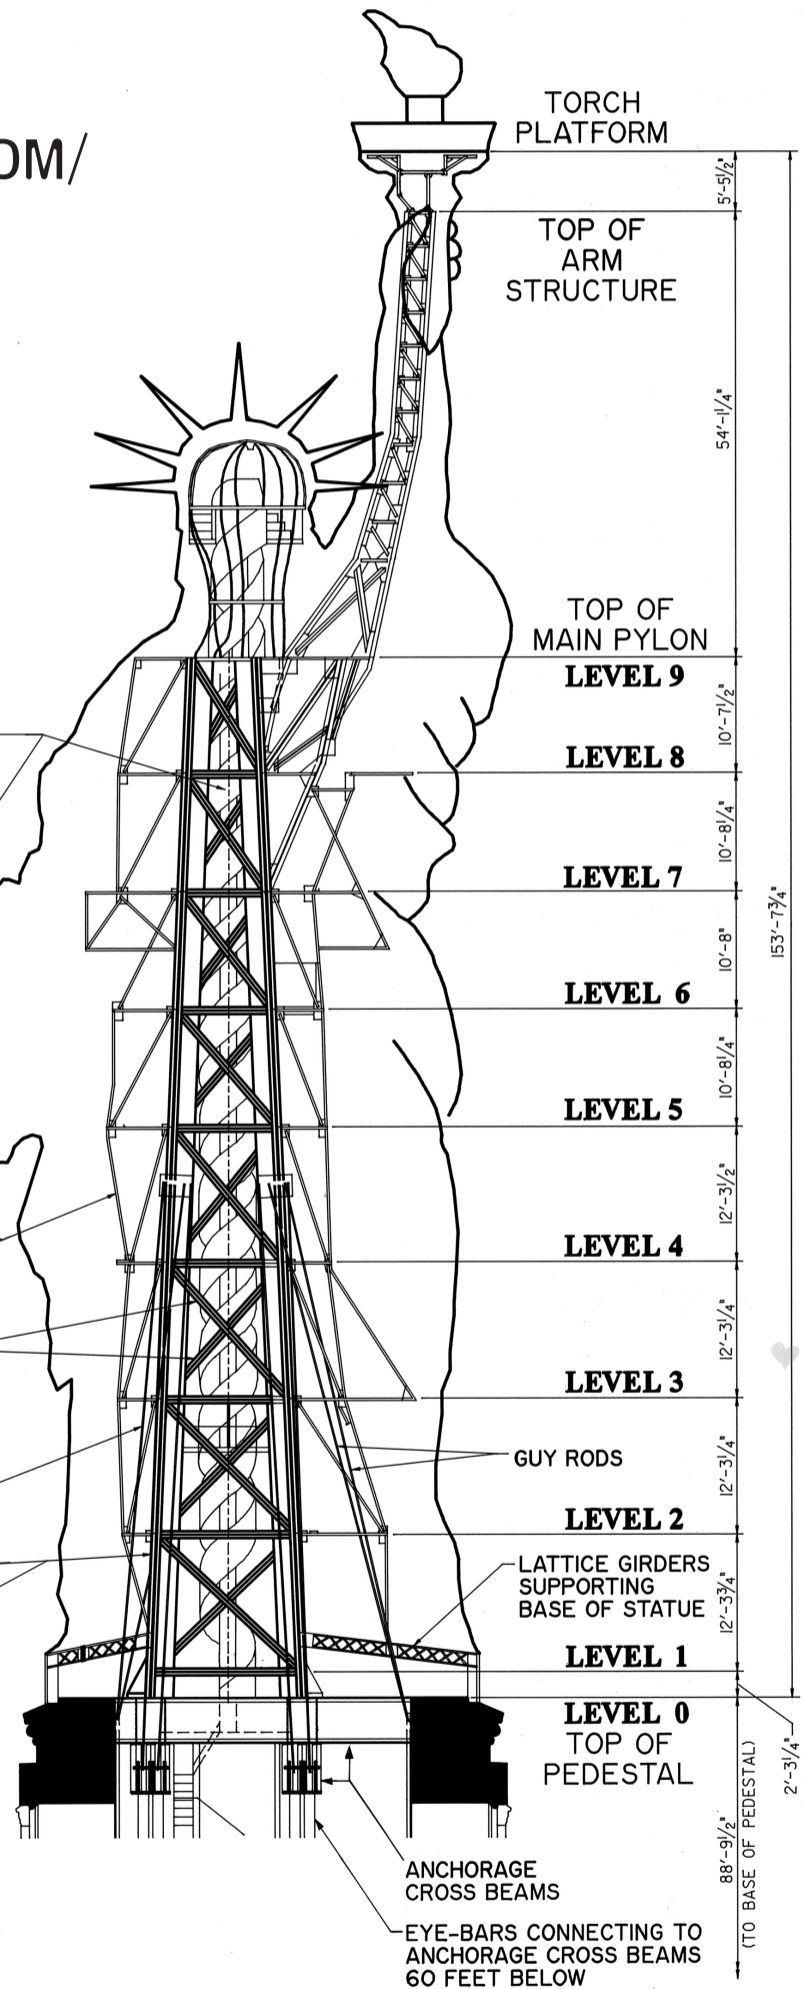 OM/
TORCH
PLATFORM
5'-5½"
TOP OF
ARM
STRUCTURE
54'-1¼"
TOP OF
MAIN PYLON
LEVEL 9
10'-7½"
LEVEL 8
10'-8¼"
LEVEL 7
153'-7¾"
10'-8"
LEVEL 6
10'-8¼"
LEVEL 5
12'-3½"
LEVEL 4
12'-3¼"
LEVEL 3
GUY RODS
12'-3¼"
LEVEL 2
LATTICE GIRDERS
SUPPORTING
BASE OF STATUE
12'-3¾"
LEVEL 1
LEVEL 0
TOP OF
PEDESTAL
2'-3¼"
88'-9½"
(TO BASE OF PEDESTAL)
ANCHORAGE
CROSS BEAMS
EYE-BARS CONNECTING TO
ANCHORAGE CROSS BEAMS
60 FEET BELOW